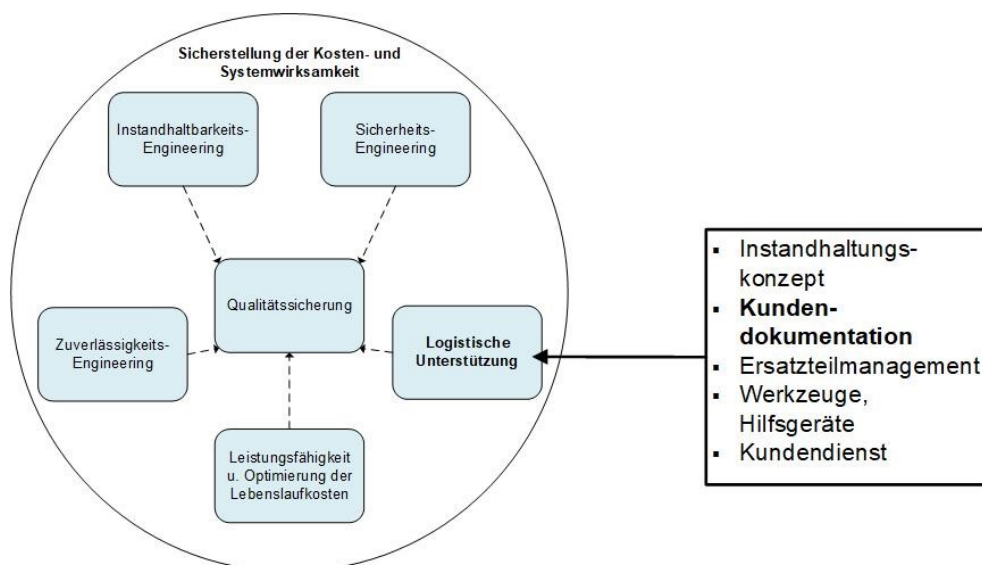 Sicherstellung der Kosten- und
Systemwirksamkeit
Instandhaltbarkeits-
Engineering
Sicherheits-
Engineering
Qualitätssicherung
Zuverlässigkeits-
Engineering
Logistische
Unterstützung
Leistungsfähigkeit
u. Optimierung der
Lebenslaufkosten
▪ Instandhaltungs-
konzept
▪ Kunden-
dokumentation
▪ Ersatzteilmanagement
▪ Werkzeuge,
Hilfsgeräte
▪ Kundendienst